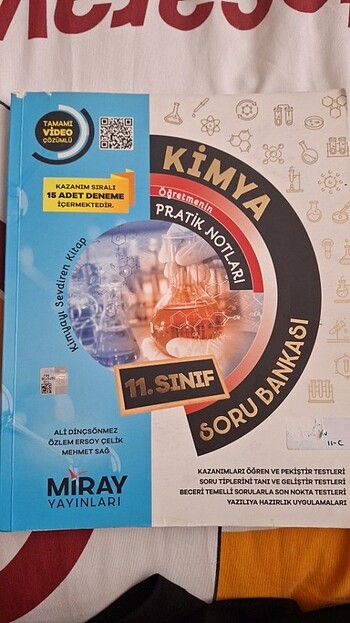 TAMAMI
VİDEO
ÇÖZÜMLÜ
KİMYA
KAZANIM SIRALI
15 ADET DENEME
İÇERMEKTEDİR.
Öğretmenin
PRATİK NOTLARI
Kimyayı Sevdiren Kitap
11. SINIF
SORU BANKASI
ALİ DİNÇSÖNMEZ
ÖZLEM ERSOY ÇELİK
MEHMET SAĞ
11-C
MİRAY
YAYINLARI
KAZANIMLARI ÖĞREN VE PEKİŞTİR TESTLERİ
SORU TİPLERİNİ TANI VE GELİŞTİR TESTLERİ
BECERİ TEMELLİ SORULARLA SON NOKTA TESTLERİ
YAZILIYA HAZIRLIK UYGULAMALARI